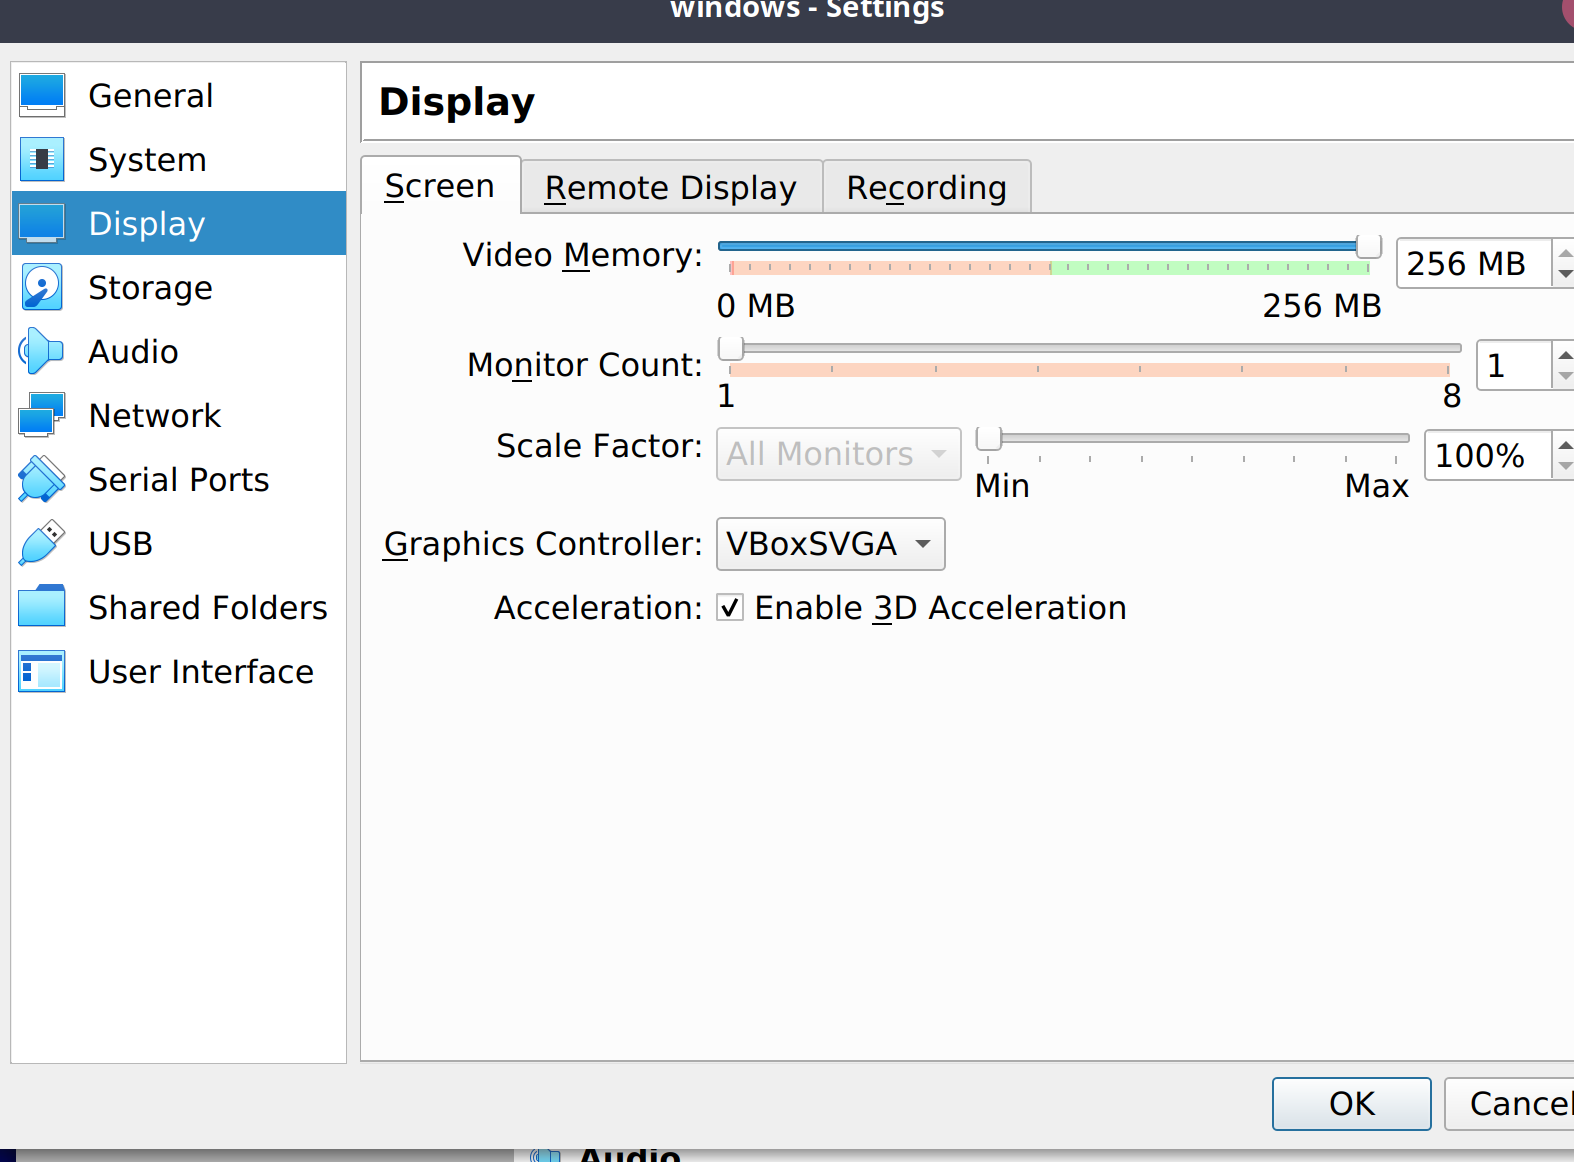 windows - Settings
General
System
Display
Storage
Audio
Network
Serial Ports
USB
Shared Folders
User Interface
Display
Screen
Remote Display
Recording
Video Memory:
256 MB
0 MB
256 MB
Monitor Count:
1
1
8
Scale Factor:
All Monitors
100%
Min
Max
Graphics Controller:
VBoxSVGA
Acceleration:
Enable 3D Acceleration
OK
Cancel
Audio